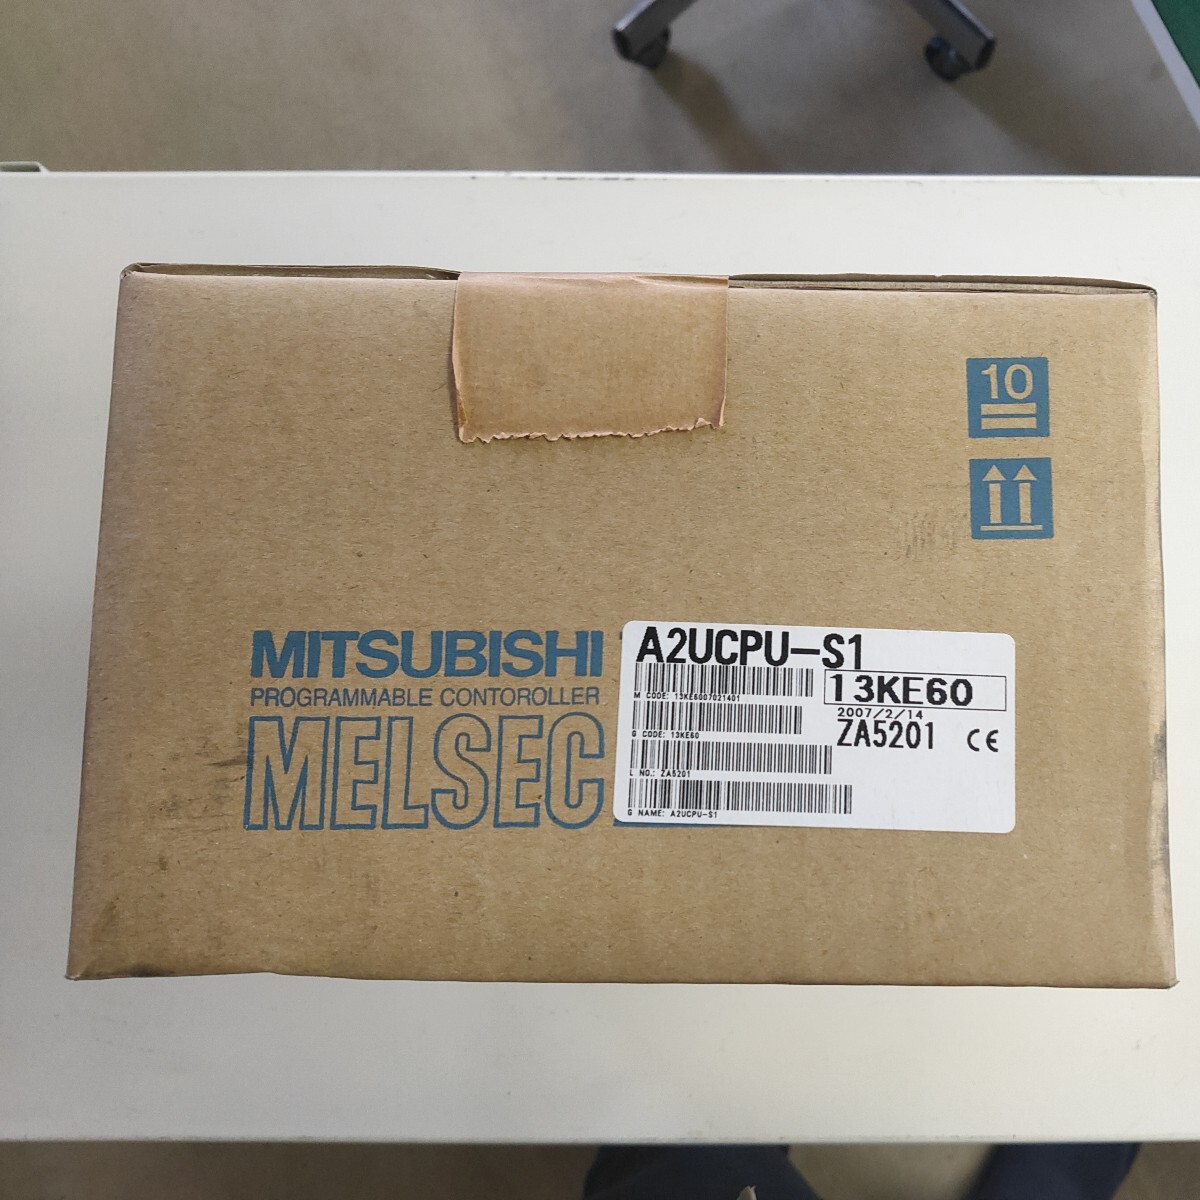 10
MITSUBISHI
PROGRAMMABLE CONTOROLLER
MELSEC
A2UCPU-S1
M CODE: 13KE6007021401
13KE60
2007/2/14
G CODE: 13KE60
ZA5201 CE
L NO.: ZA5201
G NAME: A2UCPU-S1